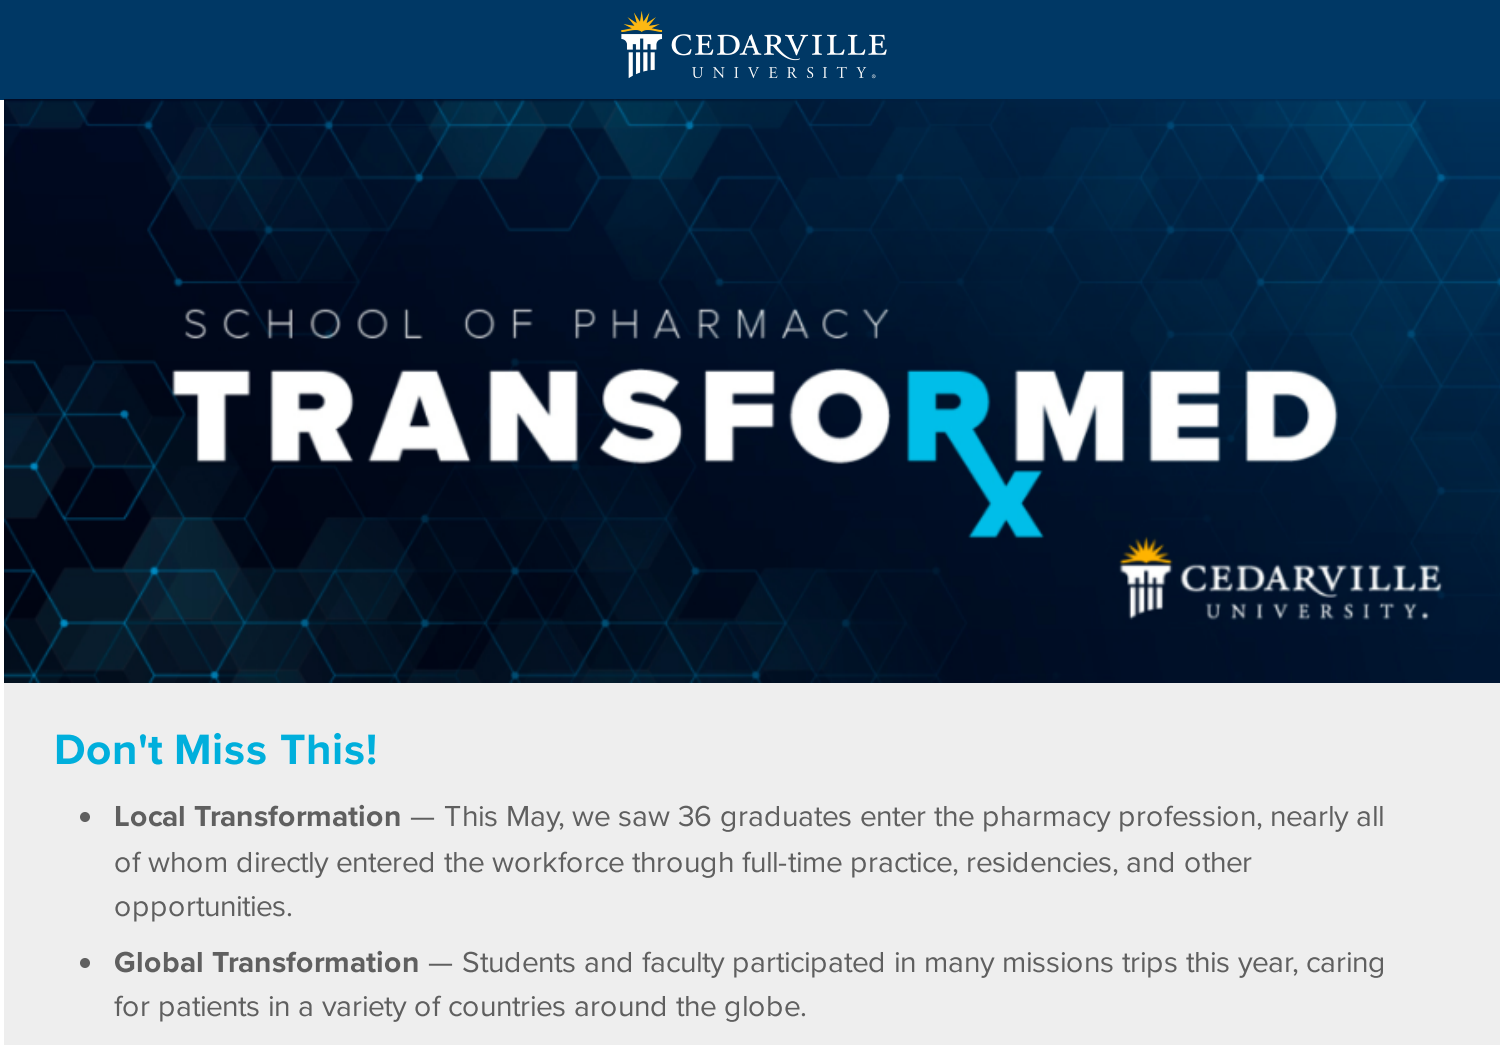 CEDARVILLE
UNIVERSITY®
SCHOOL OF PHARMACY
TRANSFORxMED
CEDARVILLE
UNIVERSITY®
Don't Miss This!
• Local Transformation — This May, we saw 36 graduates enter the pharmacy profession, nearly all
of whom directly entered the workforce through full-time practice, residencies, and other
opportunities.
• Global Transformation — Students and faculty participated in many missions trips this year, caring
for patients in a variety of countries around the globe.